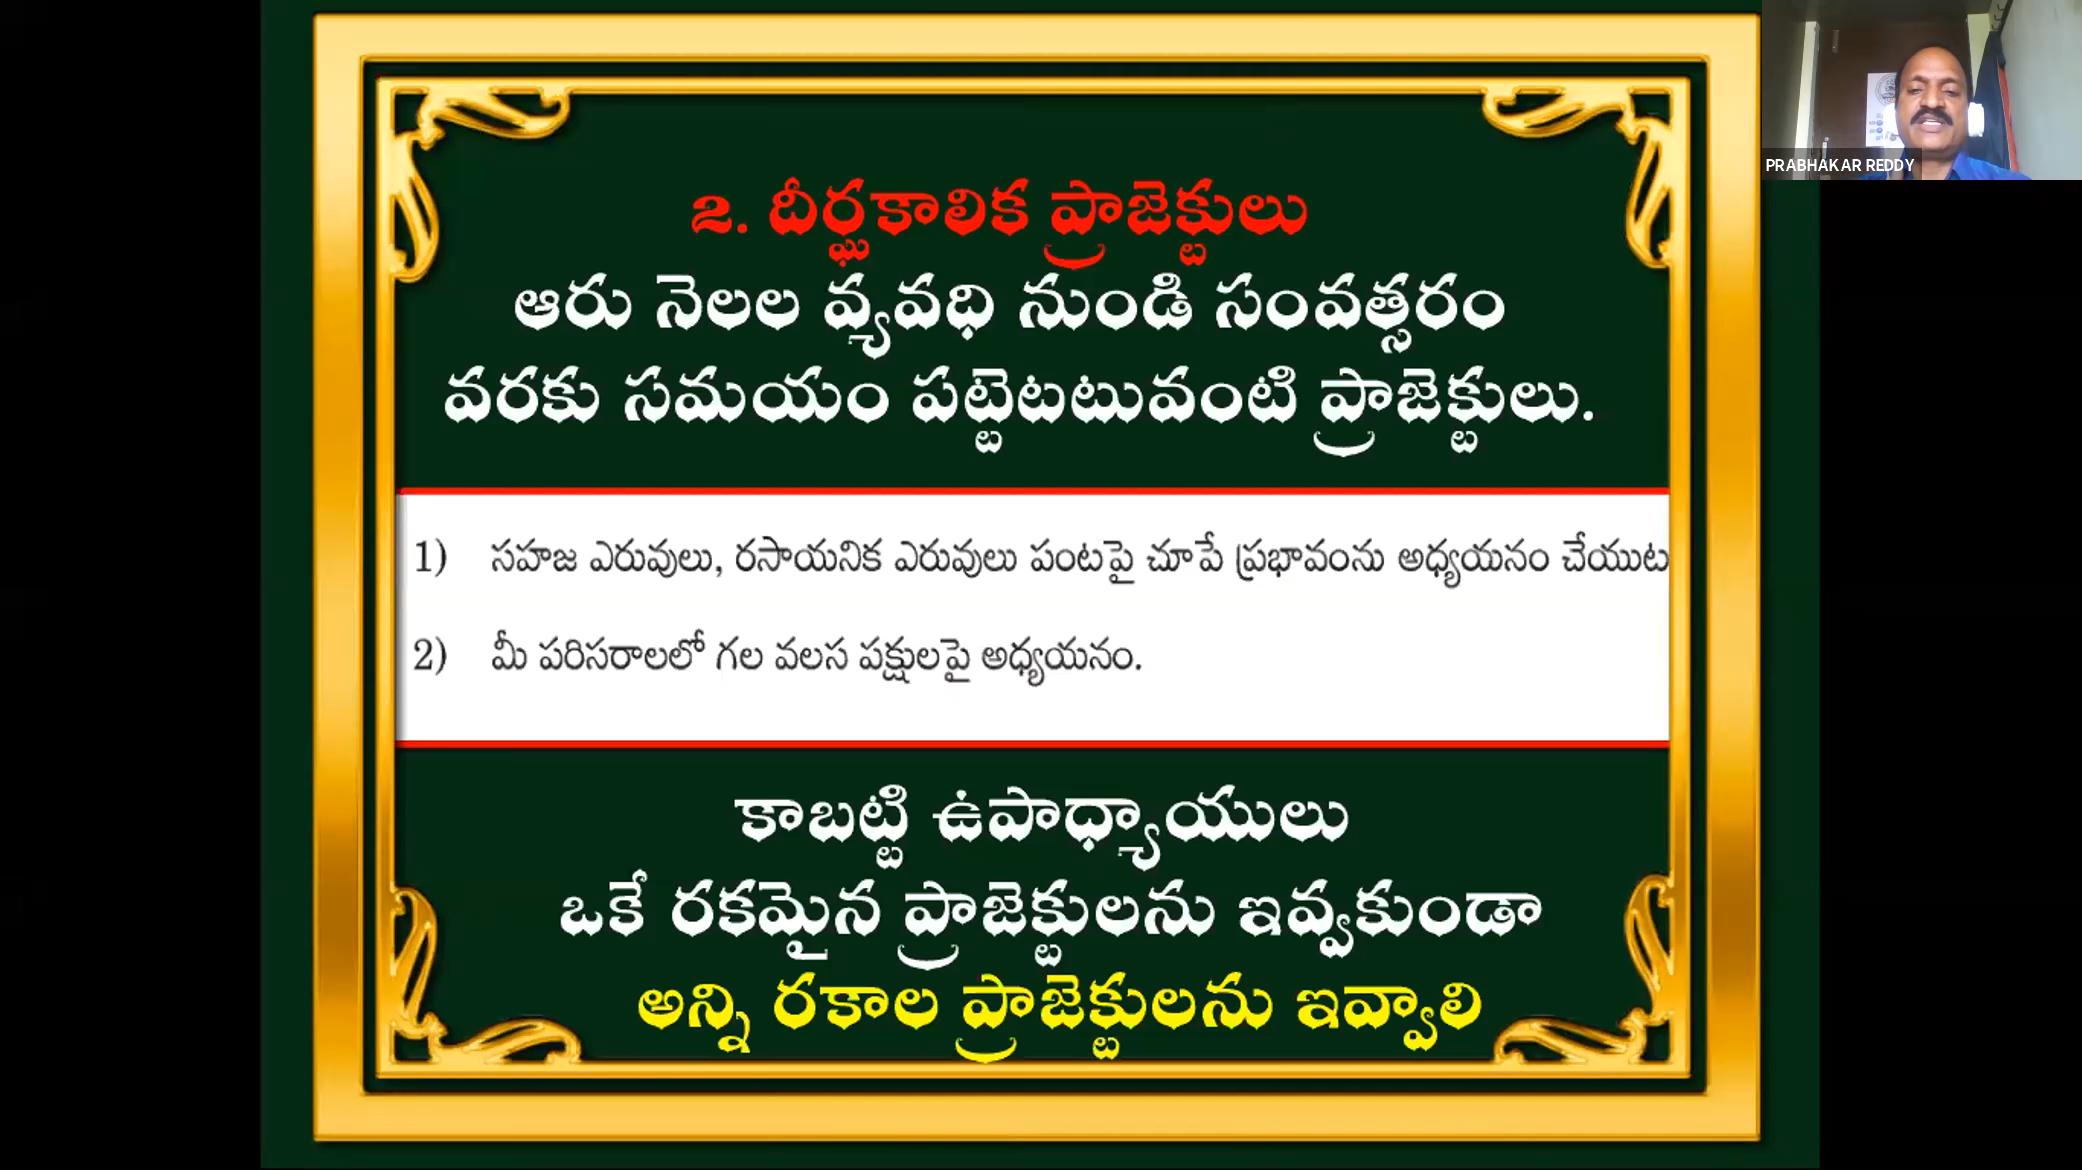 ౨. దీర్ఘకాలిక ప్రాజెక్టులు
ఆరు నెలల వ్యవధి నుండి సంవత్సరం
వరకు సమయం పట్టెటటువంటి ప్రాజెక్టులు.
1) సహజ ఎరువులు, రసాయనిక ఎరువులు పంటపై చూపే ప్రభావంను అధ్యయనం చేయుట
2) మీ పరిసరాలలో గల వలస పక్షులపై అధ్యయనం.
కాబట్టి ఉపాధ్యాయులు
ఒకే రకమైన ప్రాజెక్టులను ఇవ్వకుండా
అన్ని రకాల ప్రాజెక్టులను ఇవ్వాలి
PRABHAKAR REDDY